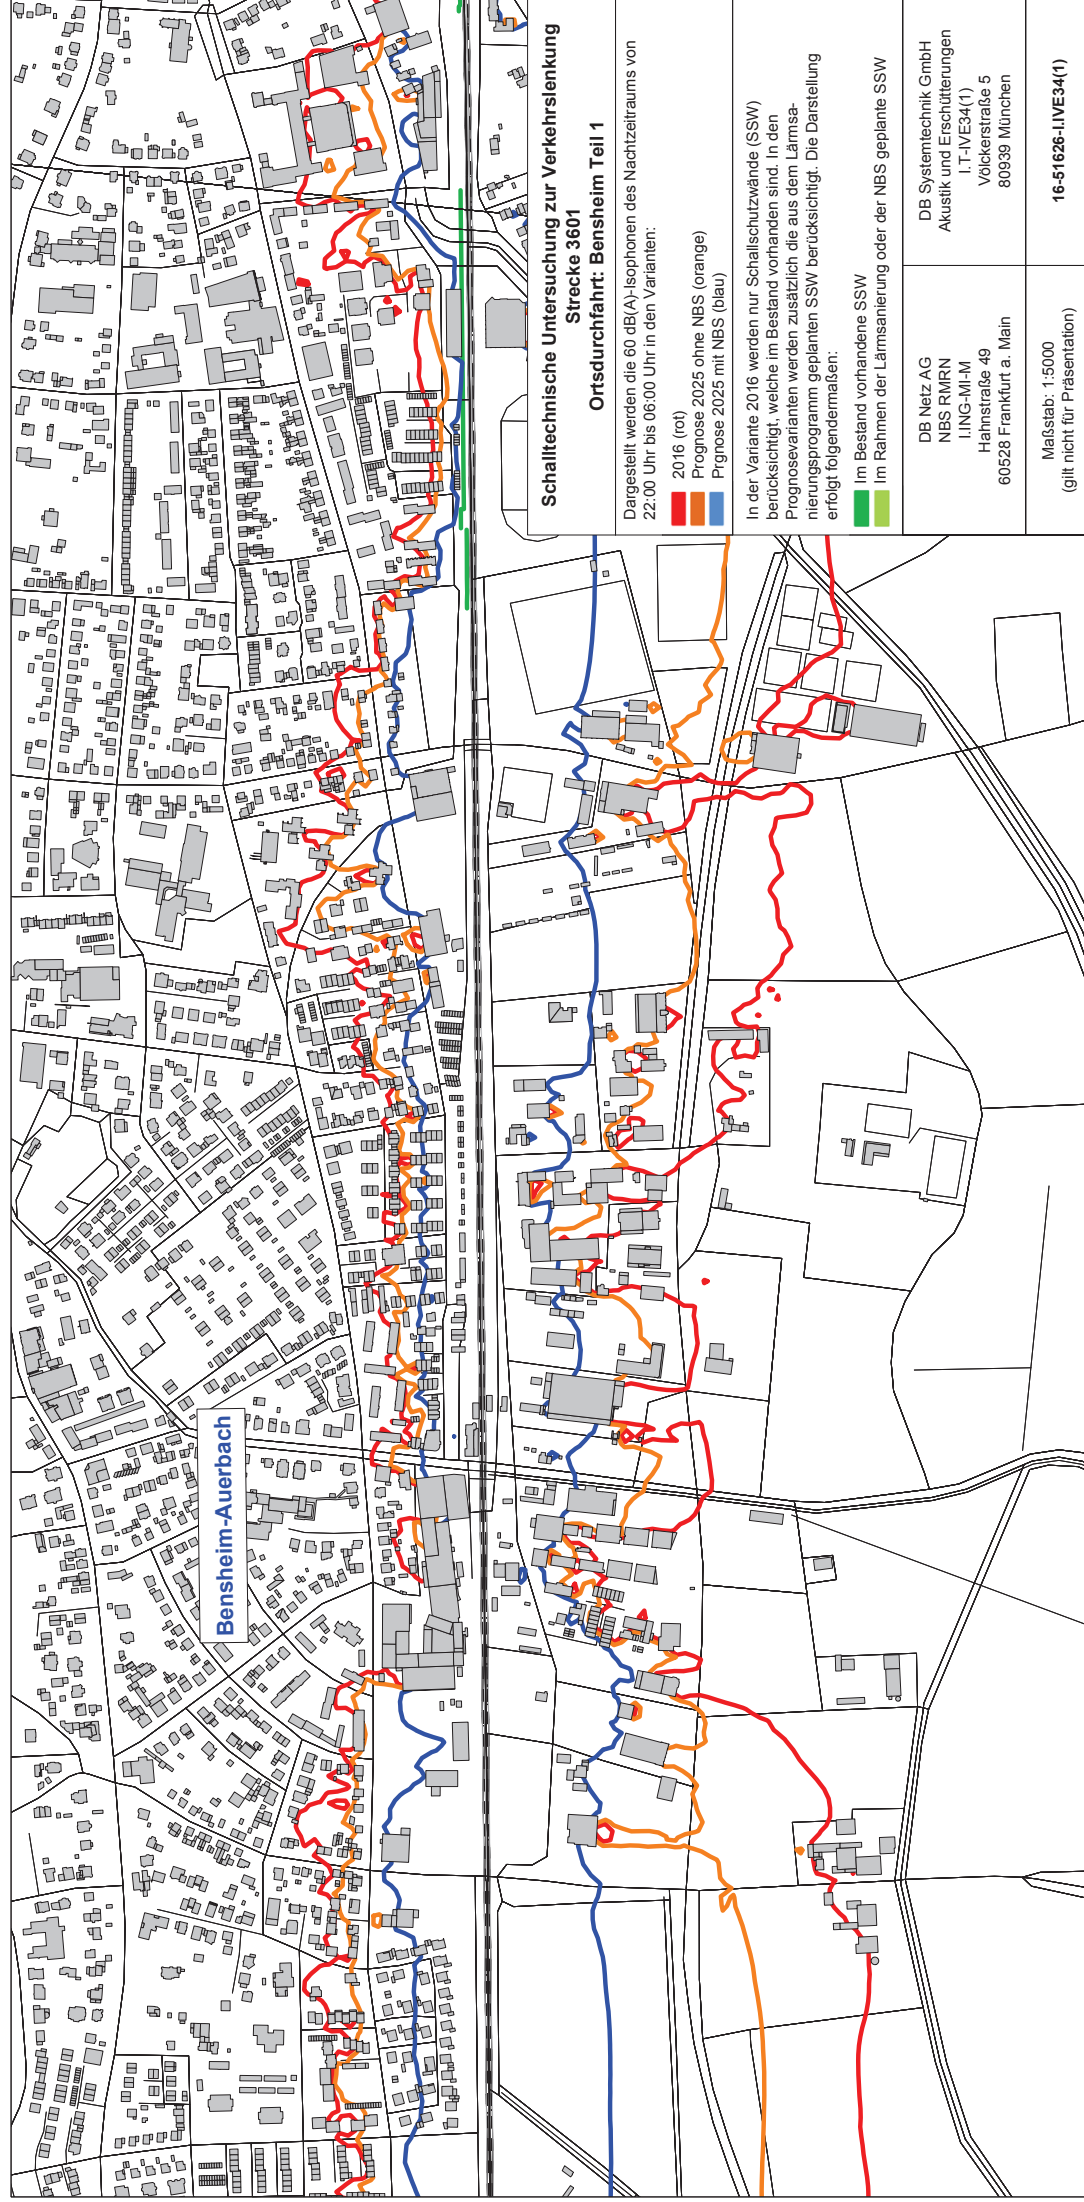 Bensheim-Auerbach
Schalltechnische Untersuchung zur Verkehrslenkung
Strecke 3601
Ortsdurchfahrt: Bensheim Teil 1
Dargestellt werden die 60 dB(A)-Isophonen des Nachtzeitraums von
22:00 Uhr bis 06:00 Uhr in den Varianten:
2016 (rot)
Prognose 2025 ohne NBS (orange)
Prgnose 2025 mit NBS (blau)
In der Variante 2016 werden nur Schallschutzwände (SSW)
berücksichtigt, welche im Bestand vorhanden sind. In den
Prognosevarianten werden zusätzlich die aus dem Lärmsa-
nierungsprogramm geplanten SSW berücksichtigt. Die Darstellung
erfolgt folgendermaßen:
Im Bestand vorhandene SSW
Im Rahmen der Lärmsanierung oder der NBS geplante SSW
DB Netz AG
NBS RMRN
I.ING-MI-M
Hahnstraße 49
60528 Frankfurt a. Main
DB Systemtechnik GmbH
Akustik und Erschütterungen
I.T-IVE34(1)
Völckerstraße 5
80939 München
Maßstab: 1:5000
(gilt nicht für Präsentation)
16-51626-I.IVE34(1)